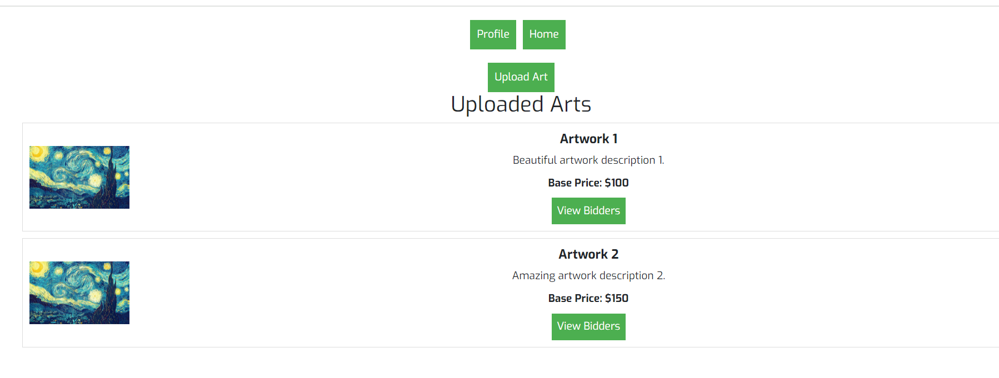 Profile Home
Upload Art
Uploaded Arts
Artwork 1
Beautiful artwork description 1.
Base Price: $100
View Bidders
Artwork 2
Amazing artwork description 2.
Base Price: $150
View Bidders